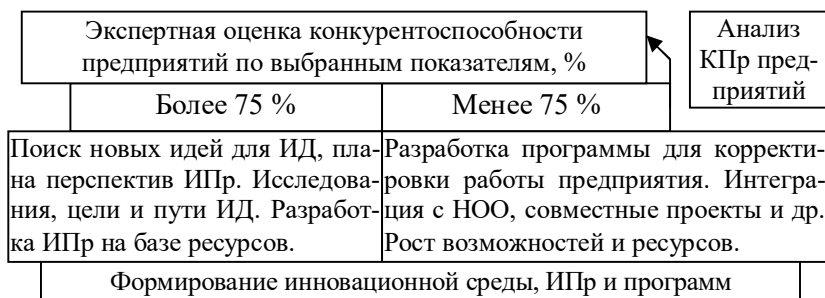 Экспертная оценка конкурентоспособности
предприятий по выбранным показателям, %
Анализ
КПр пред-
приятий
Более 75 %
Менее 75 %
Поиск новых идей для ИД, пла-
на перспектив ИПр. Исследова-
ния, цели и пути ИД. Разработ-
ка ИПр на базе ресурсов.
Разработка программы для корректи-
ровки работы предприятия. Интегра-
ция с НОО, совместные проекты и др.
Рост возможностей и ресурсов.
Формирование инновационной среды, ИПр и программ